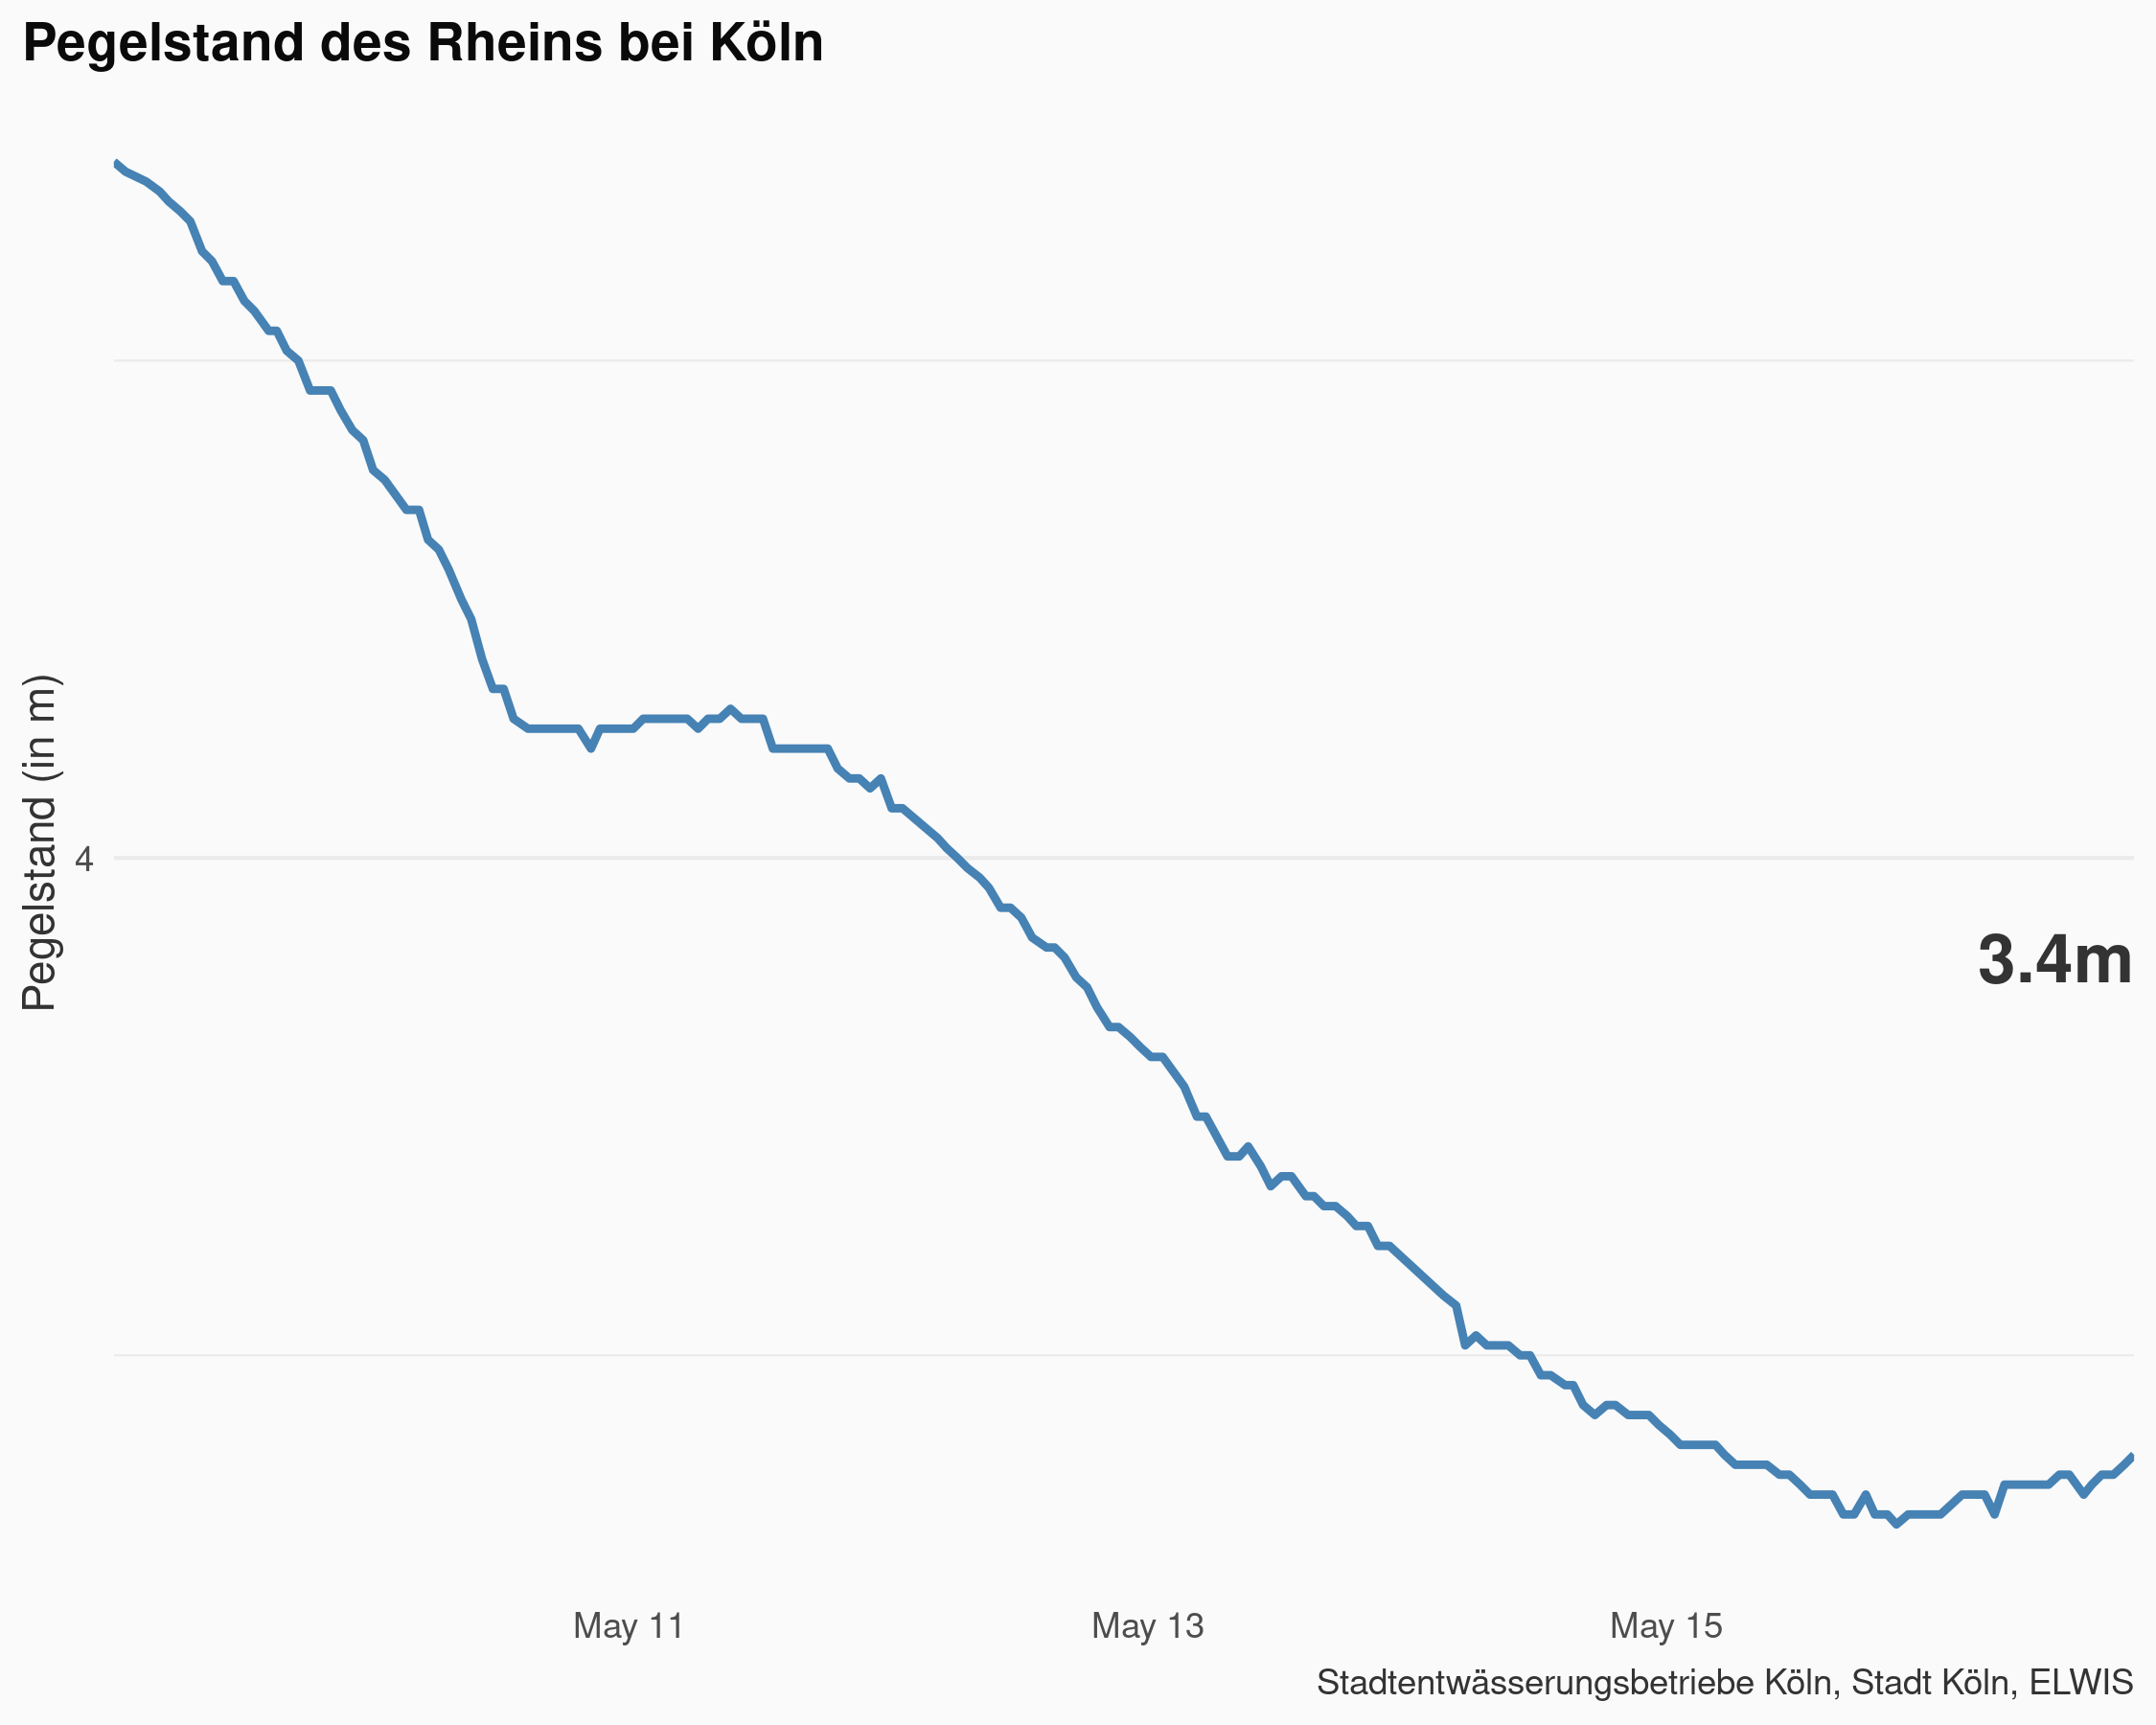 Pegelstand des Rheins bei Köln
Pegelstand (in m)
4
3.4m
May 11
May 13
May 15
Stadtentwässerungsbetriebe Köln, Stadt Köln, ELWIS